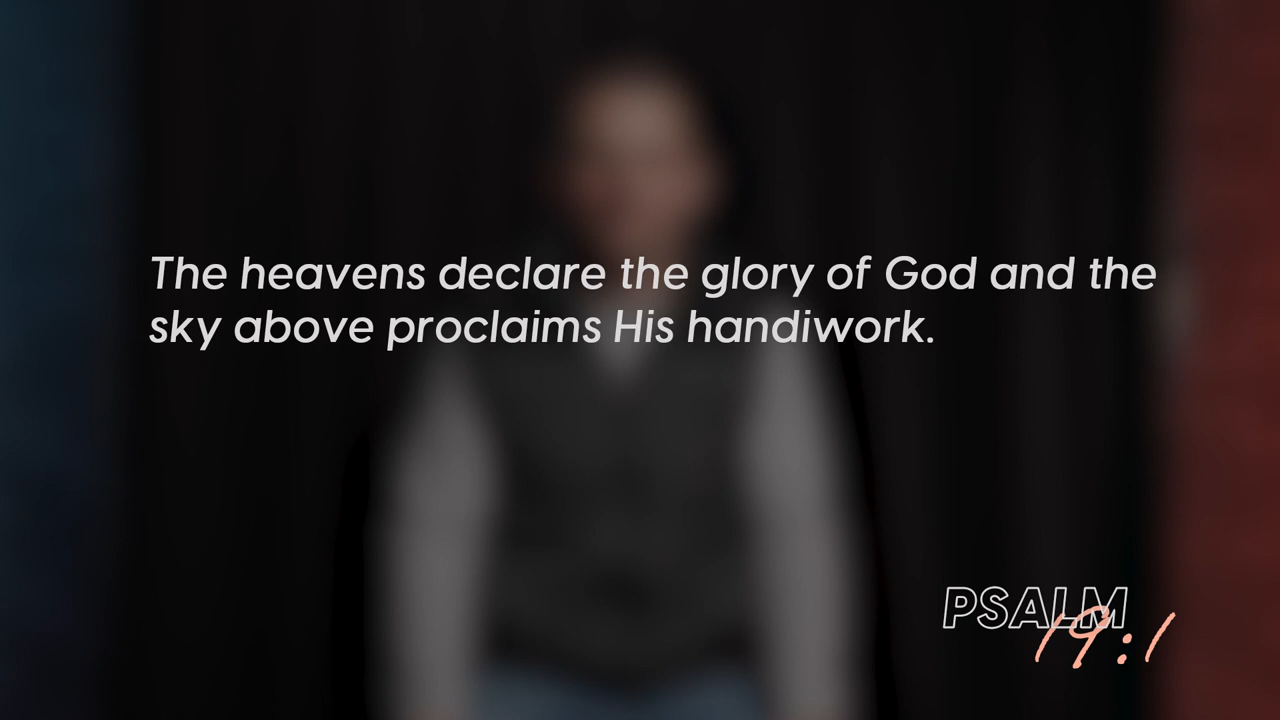 The heavens declare the glory of God and the
sky above proclaims His handiwork.
PSALM
19:1